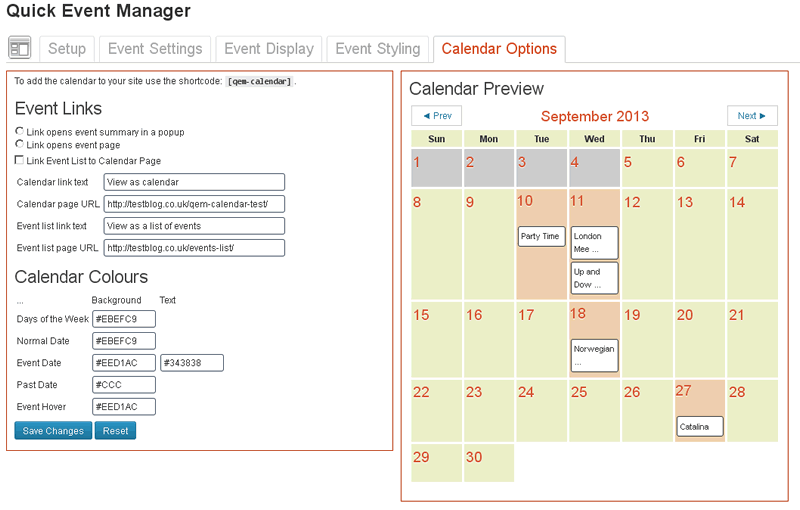 Quick Event Manager
Setup Event Settings Event Display Event Styling Calendar Options
To add the calendar to your site use the shortcode: [qem-calendar].
Event Links
Link opens event summary in a popup
Link opens event page
Link Event List to Calendar Page
Calendar link text View as calendar
Calendar page URL http://testblog.co.uk/qem-calendar-test/
Event list link text View as a list of events
Event list page URL http://testblog.co.uk/events-list/
Calendar Colours
... Background Text
Days of the Week #EBEFC9
Normal Date #EBEFC9
Event Date #EED1AC #343838
Past Date #CCC
Event Hover #EED1AC
Save Changes Reset
Calendar Preview
◄ Prev September 2013 Next ►
Sun Mon Tue Wed Thu Fri Sat
1 2 3 4 5 6 7
8 9 10 11 12 13 14
Party Time London
Mee ...
Up and
Dow ...
15 16 17 18 19 20 21
Norwegian
...
22 23 24 25 26 27 28
Catalina
29 30